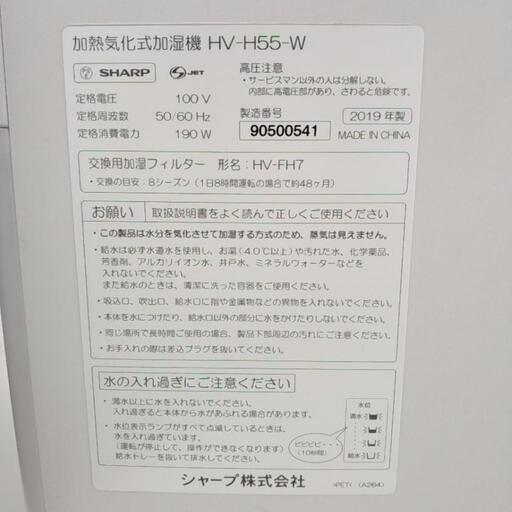 加熱気化式加湿機 HV-H55-W
SHARP
JET
高圧注意
・サービスマン以外の人は分解しない。
内部に高電圧部があり、さわると危険です。
定格電圧 100 V
定格周波数 50/60 Hz
定格消費電力 190 W
製造番号
90500541
2019 年製
MADE IN CHINA
交換用加湿フィルター 形名：HV-FH7
・交換の目安：8シーズン（1日8時間運転の場合で約48ヶ月）
お願い 取扱説明書をよく読んで正しくご使用ください
・この製品は水分を気化させて加湿する方式のため、蒸気は見えません。
・給水は必ず水道水を使用し、お湯（40℃以上）や汚れた水、化学薬品、
芳香剤、アルカリイオン水、井戸水、ミネラルウォーターなどを
入れないでください。
また給水のときは、清潔に洗った容器をご使用ください。
・吸込口、吹出口、給水口に指や金属物などの異物を入れないでください。
・本体を水につけたり、給水口以外の部分に水をかけたりしないでください。
・同じ場所で長時間ご使用の場合、製品下部周辺の汚れにご注意ください。
・お手入れの際は差込プラグを抜いてください。
水の入れ過ぎにご注意ください
・満水以上に水を入れないでください。
入れ過ぎると本体から水があふれる場合があります。
・水位表示ランプがすべて点滅しているときは、
水を入れ過ぎています。
（運転が停止して、操作ができなくなります）
給水トレーを抜いて排水してください。
水位
満水
給水
ピピピピ・・・
（10秒間）
シャープ株式会社
>PET< (A264)